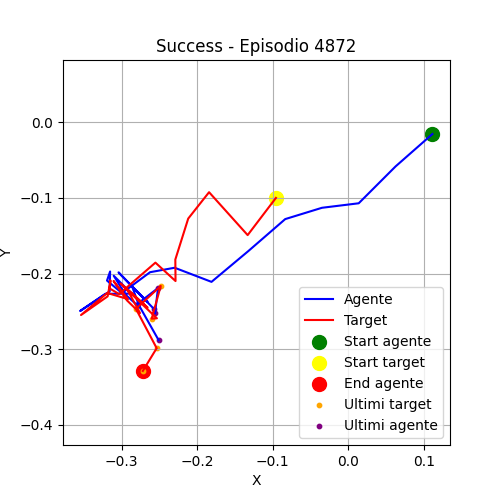 Success - Episodio 4872
Y
0.0
−0.1
−0.2
−0.3
−0.4
Agente
Target
Start agente
Start target
End agente
Ultimi target
Ultimi agente
−0.3 −0.2 −0.1 0.0 0.1
X